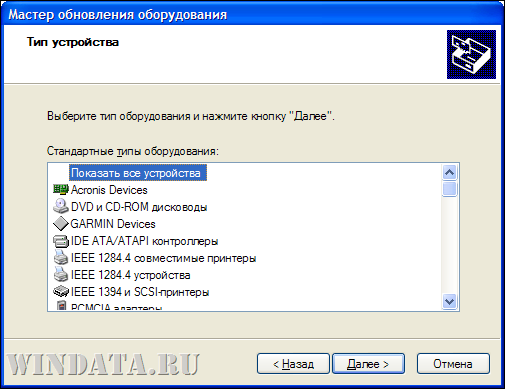 Мастер обновления оборудования
Тип устройства
Выберите тип оборудования и нажмите кнопку "Далее".
Стандартные типы оборудования:
Показать все устройства
Acronis Devices
DVD и CD-ROM дисководы
GARMIN Devices
IDE ATA/ATAPI контроллеры
IEEE 1284.4 совместимые принтеры
IEEE 1284.4 устройства
IEEE 1394 и SCSI-принтеры
PCMCIA адаптеры
WINDATA.RU
< Назад
Далее >
Отмена